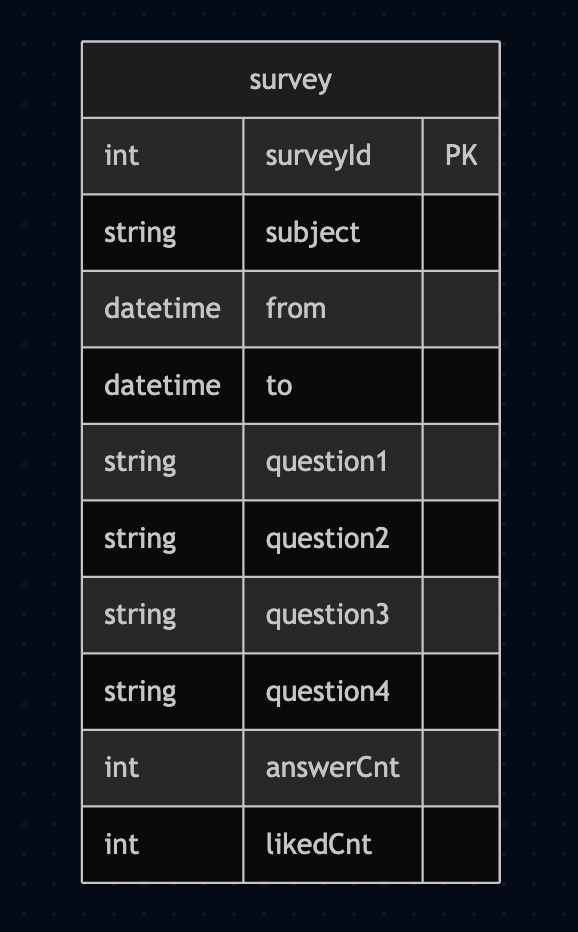 survey
int surveyId PK
string subject
datetime from
datetime to
string question1
string question2
string question3
string question4
int answerCnt
int likedCnt